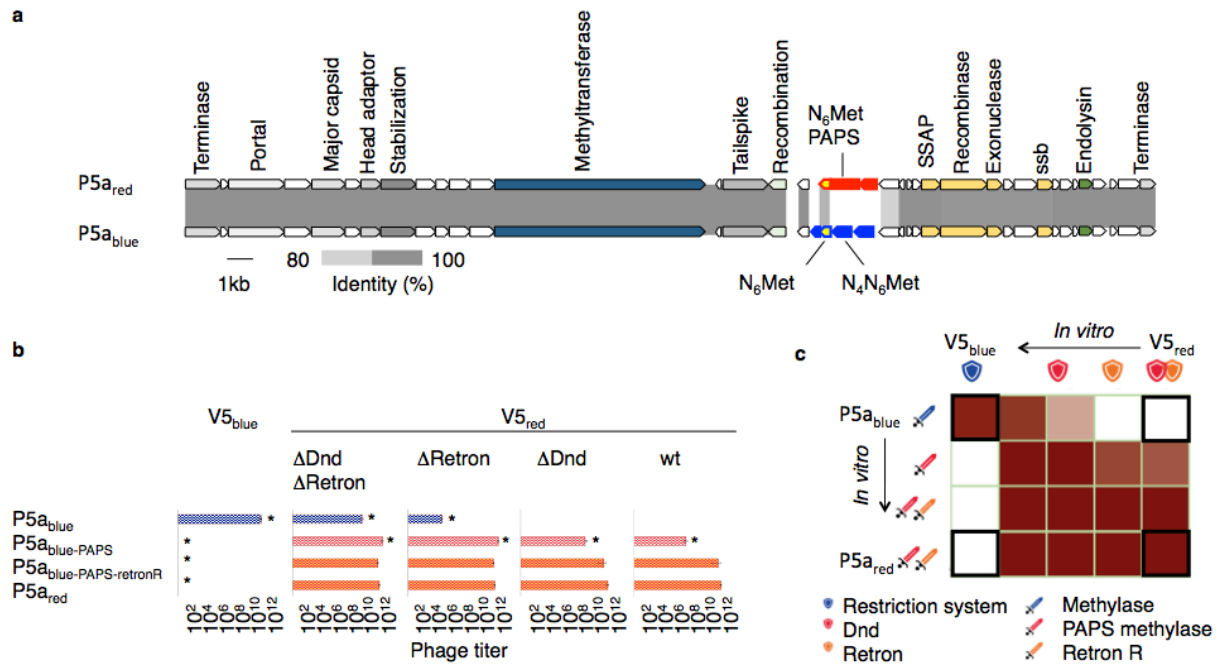 a
Terminase
Portal
Major capsid
Head adaptor
Stabilization
Methyltransferase
Tailspike
Recombination
N6Met
PAPS
SSAP
Recombinase
Exonuclease
ssb
Endolysin
Terminase
P5ared
P5ablue
80 100
1kb Identity (%)
N6Met N4N6Met
b
V5blue V5red
ΔDnd ΔRetron ΔDnd wt
ΔRetron
P5ablue * * *
P5ablue-PAPS * * * * *
P5ablue-PAPS-retronR *
P5ared *
10^2 10^4 10^6 10^8 10^10 10^12 10^2 10^4 10^6 10^8 10^10 10^12 10^2 10^4 10^6 10^8 10^10 10^12 10^2 10^4 10^6 10^8 10^10 10^12 10^2 10^4 10^6 10^8 10^10 10^12
Phage titer
c
In vitro
V5blue V5red
P5ablue
In vitro
P5ared
Restriction system Methylase
Dnd PAPS methylase
Retron Retron R